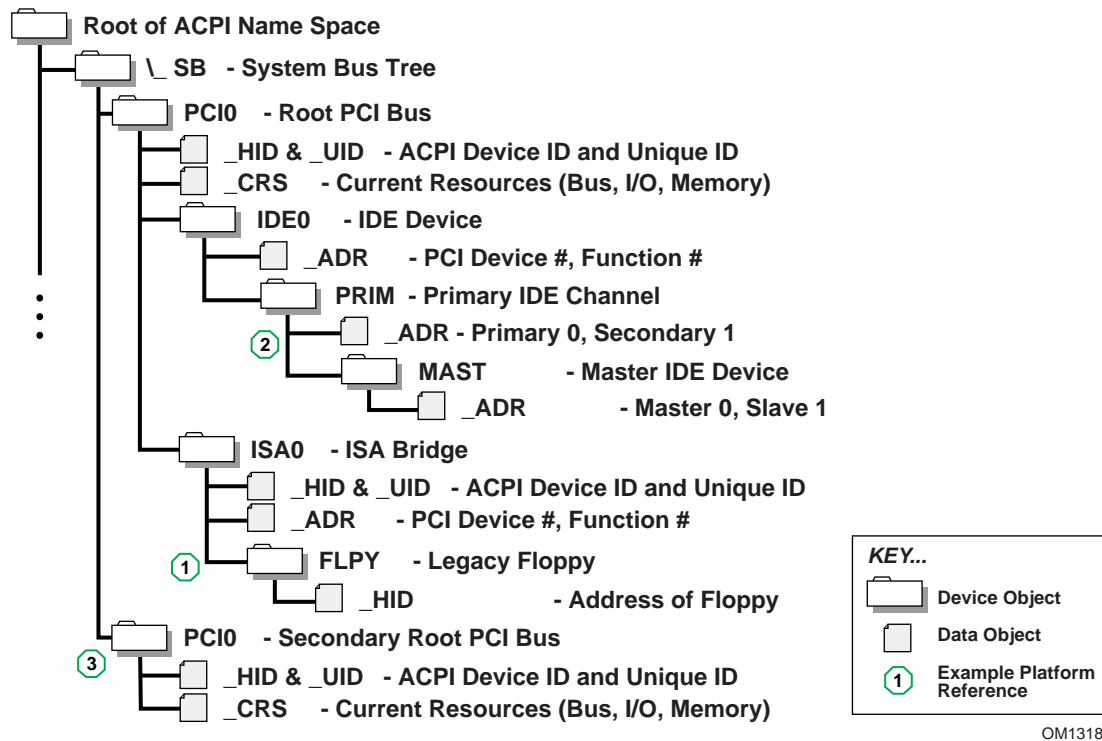 Root of ACPI Name Space
\_ SB - System Bus Tree
PCI0 - Root PCI Bus
_HID & _UID - ACPI Device ID and Unique ID
_CRS - Current Resources (Bus, I/O, Memory)
IDE0 - IDE Device
_ADR - PCI Device #, Function #
PRIM - Primary IDE Channel
2
_ADR - Primary 0, Secondary 1
MAST - Master IDE Device
_ADR - Master 0, Slave 1
ISA0 - ISA Bridge
_HID & _UID - ACPI Device ID and Unique ID
_ADR - PCI Device #, Function #
1
FLPY - Legacy Floppy
_HID - Address of Floppy
3
PCI0 - Secondary Root PCI Bus
_HID & _UID - ACPI Device ID and Unique ID
_CRS - Current Resources (Bus, I/O, Memory)
KEY...
Device Object
Data Object
1
Example Platform
Reference
OM1318